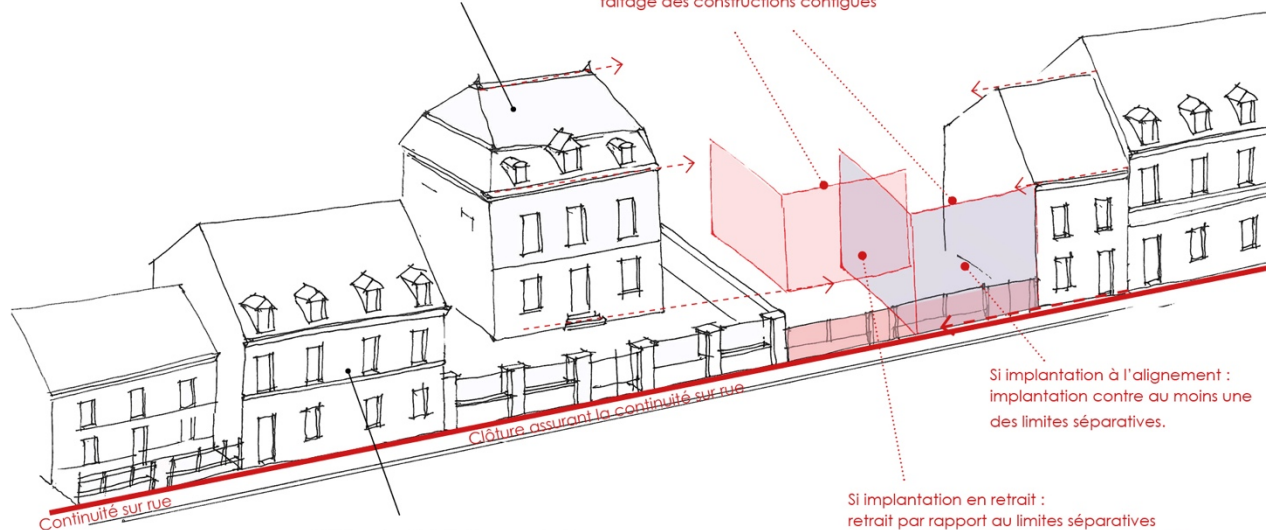 faîtage des constructions contiguës
Clôture assurant la continuité sur rue
Si implantation à l’alignement :
implantation contre au moins une
des limites séparatives.
Continuité sur rue
Si implantation en retrait :
retrait par rapport au limites séparatives